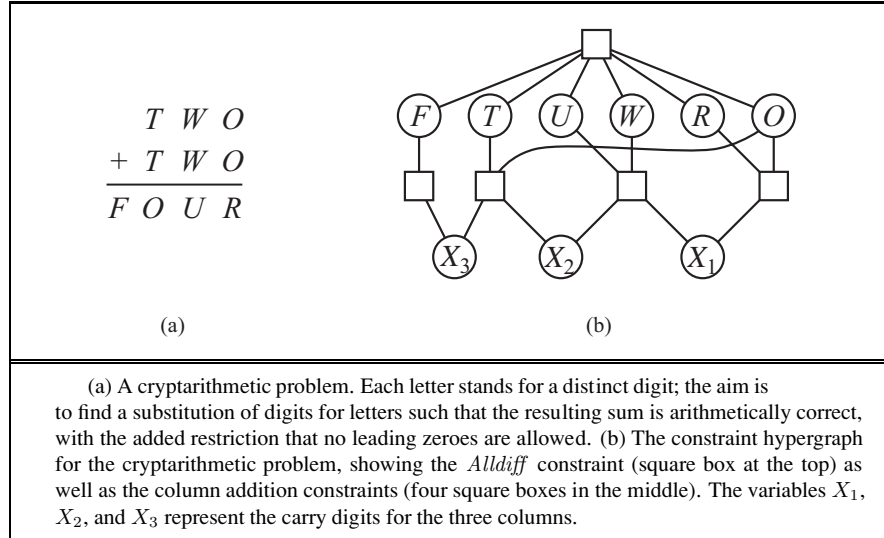 T W O
+ T W O
F O U R
(a)
F T U W R O
X3 X2 X1
(b)
(a) A cryptarithmetic problem. Each letter stands for a distinct digit; the aim is
to find a substitution of digits for letters such that the resulting sum is arithmetically correct,
with the added restriction that no leading zeroes are allowed. (b) The constraint hypergraph
for the cryptarithmetic problem, showing the Alldiff constraint (square box at the top) as
well as the column addition constraints (four square boxes in the middle). The variables X1,
X2, and X3 represent the carry digits for the three columns.